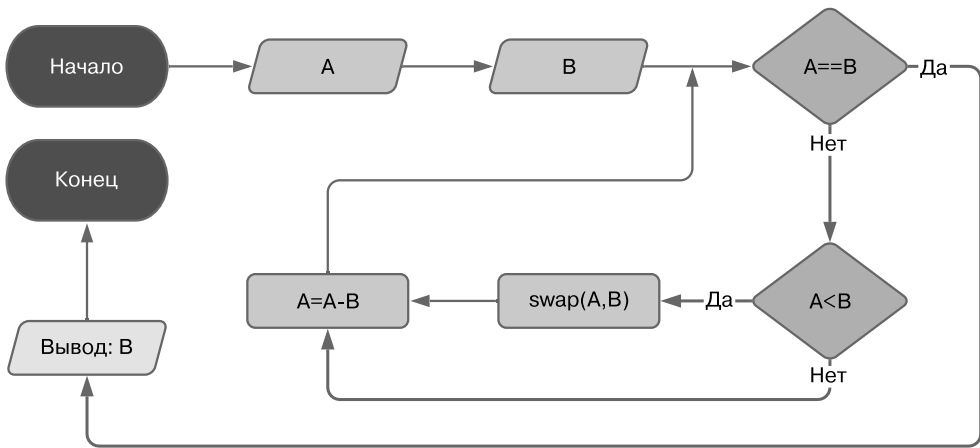 Начало
A
B
A==B
Да
Нет
Конец
A=A-B
swap(A,B)
Да
A<B
Вывод: B
Нет